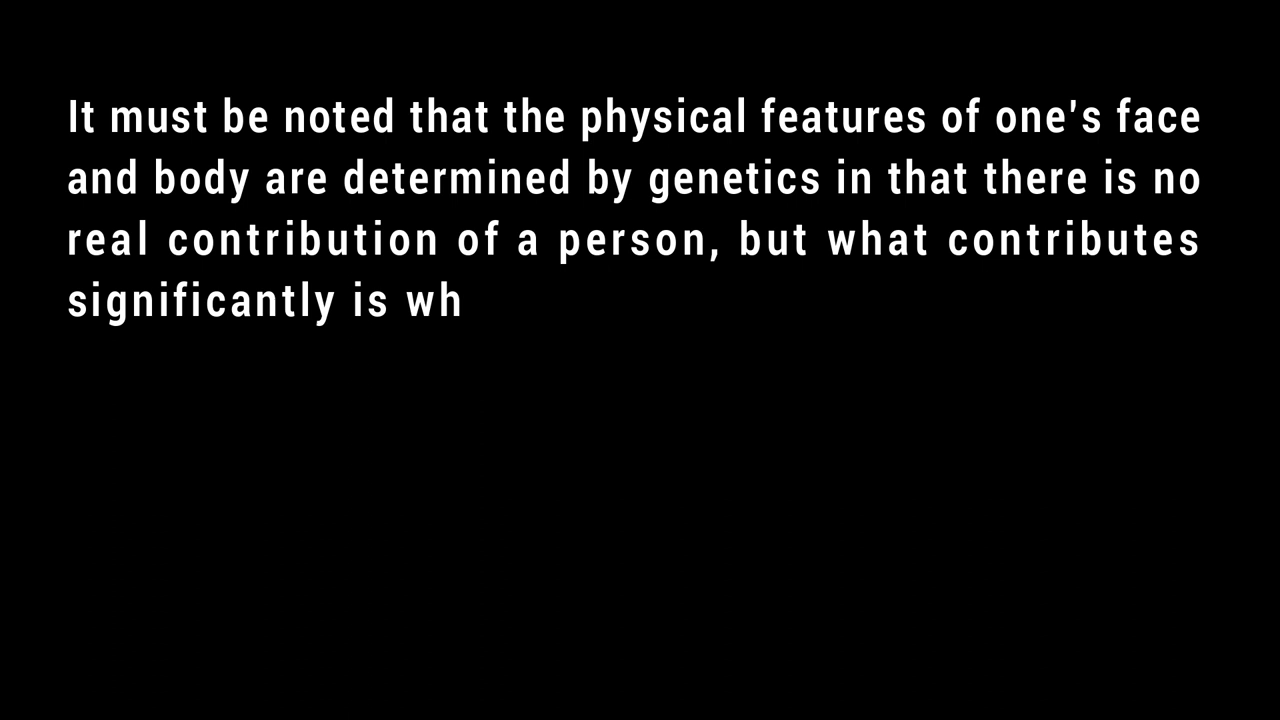 It must be noted that the physical features of one's face
and body are determined by genetics in that there is no
real contribution of a person, but what contributes
significantly is wh